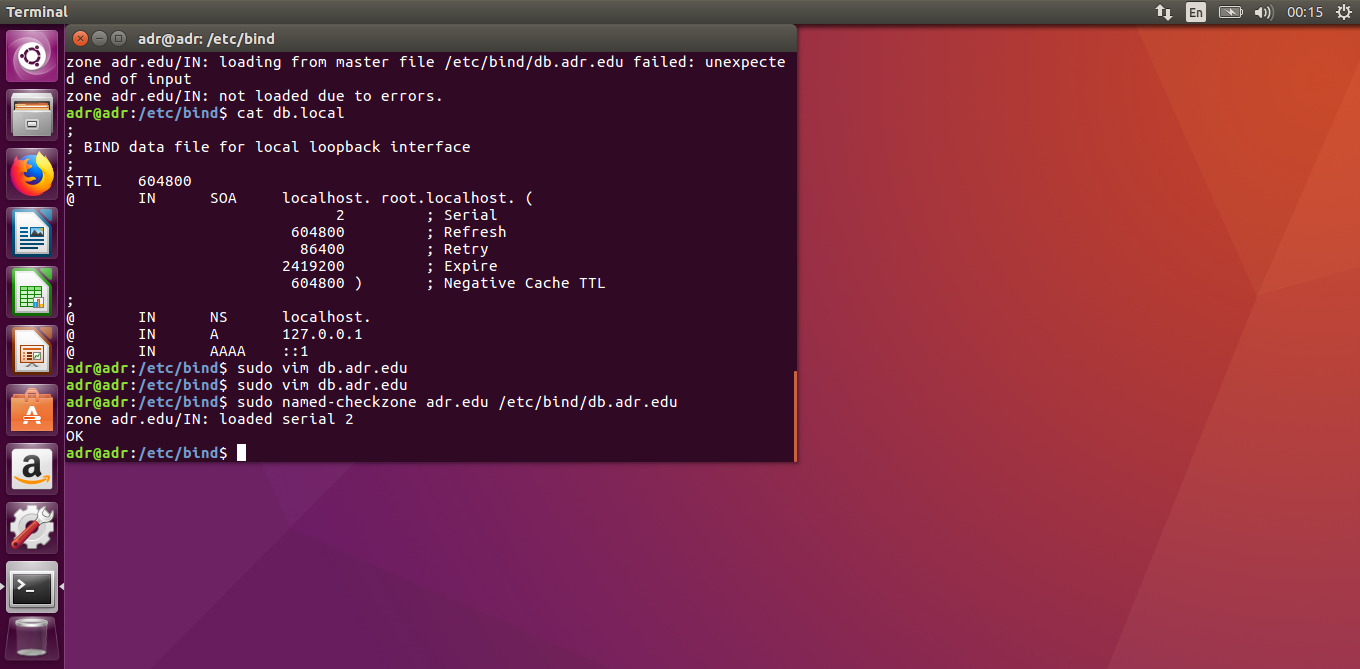 Terminal
En
00:15
adr@adr: /etc/bind
zone adr.edu/IN: loading from master file /etc/bind/db.adr.edu failed: unexpecte
d end of input
zone adr.edu/IN: not loaded due to errors.
adr@adr:/etc/bind$ cat db.local
;
; BIND data file for local loopback interface
;
$TTL    604800
@       IN      SOA     localhost. root.localhost. (
                              2         ; Serial
                         604800         ; Refresh
                          86400         ; Retry
                        2419200         ; Expire
                         604800 )       ; Negative Cache TTL
;
@       IN      NS      localhost.
@       IN      A       127.0.0.1
@       IN      AAAA    ::1
adr@adr:/etc/bind$ sudo vim db.adr.edu
adr@adr:/etc/bind$ sudo vim db.adr.edu
adr@adr:/etc/bind$ sudo named-checkzone adr.edu /etc/bind/db.adr.edu
zone adr.edu/IN: loaded serial 2
OK
adr@adr:/etc/bind$